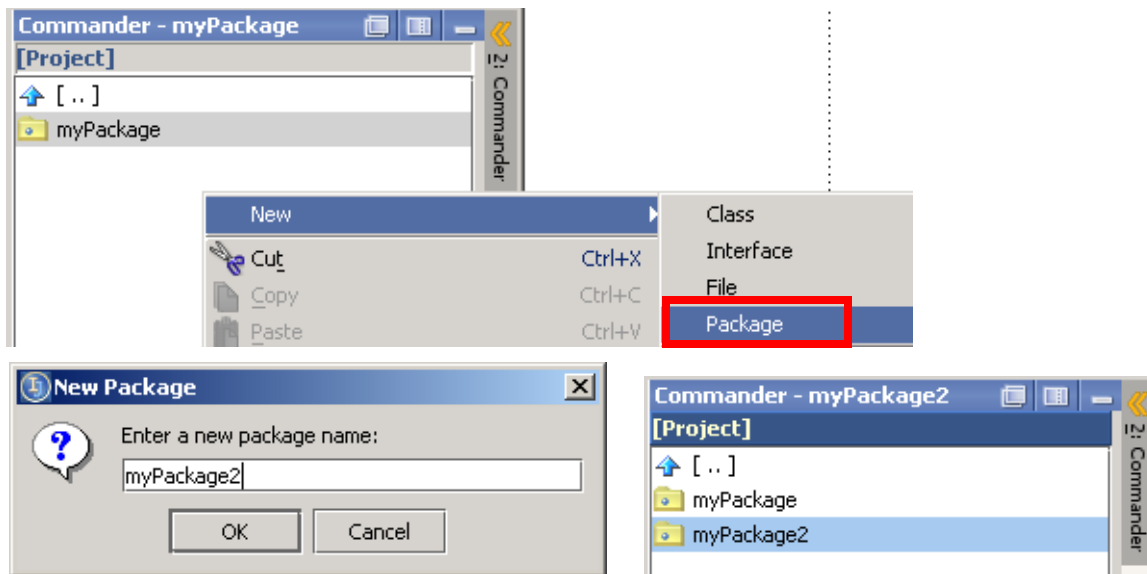 Commander - myPackage
[Project]
[ .. ]
myPackage
2: Commander
New
Class
Interface
File
Package
Cut Ctrl+X
Copy Ctrl+C
Paste Ctrl+V
New Package
Enter a new package name:
myPackage2
OK Cancel
Commander - myPackage2
[Project]
[ .. ]
myPackage
myPackage2
2: Commander